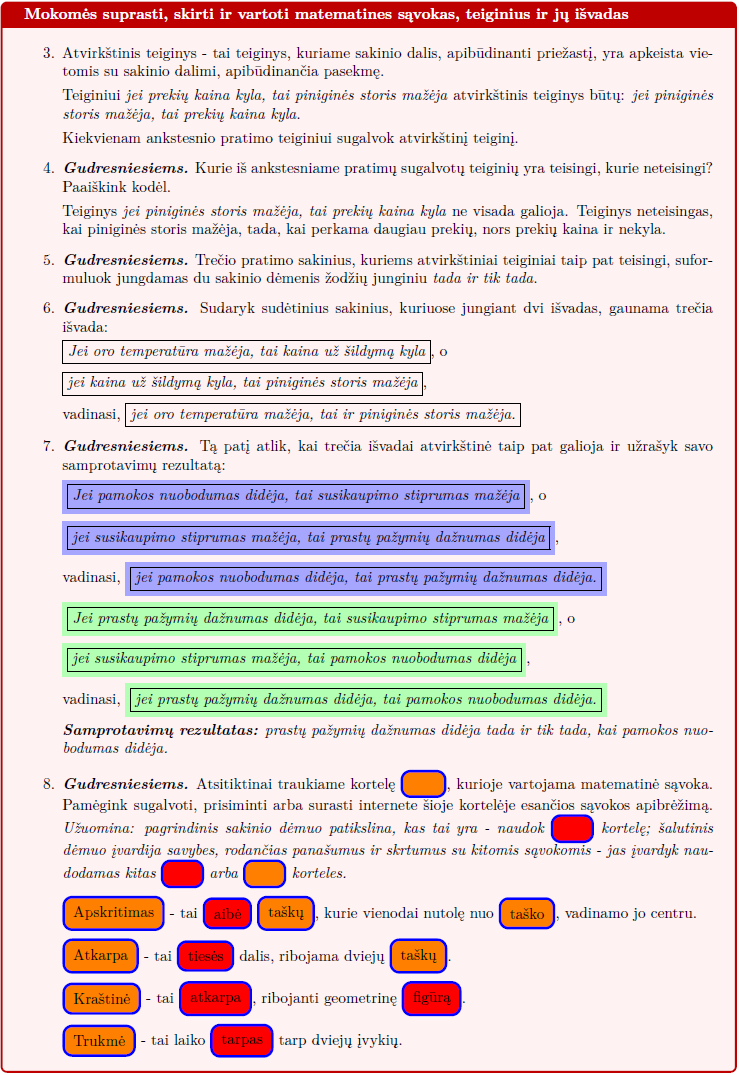 Mokomės suprasti, skirti ir vartoti matematines sąvokas, teiginius ir jų išvadas
3. Atvirkštinis teiginys - tai teiginys, kuriame sakinio dalis, apibūdinanti priežastį, yra apkeista vie-
tomis su sakinio dalimi, apibūdinančia pasekmę.
Teiginiui jei prekių kaina kyla, tai piniginės storis mažėja atvirkštinis teiginys būtų: jei piniginės
storis mažėja, tai prekių kaina kyla.
Kiekvienam ankstesnio pratimo teiginiui sugalvok atvirkštinį teiginį.
4. Gudresniesiems. Kurie iš ankstesniame pratimų sugalvotų teiginių yra teisingi, kurie neteisingi?
Paaiškink kodėl.
Teiginys jei piniginės storis mažėja, tai prekių kaina kyla ne visada galioja. Teiginys neteisingas,
kai piniginės storis mažėja, tada, kai perkama daugiau prekių, nors prekių kaina ir nekyla.
5. Gudresniesiems. Trečio pratimo sakinius, kuriems atvirkštiniai teiginiai taip pat teisingi, sufor-
muluok jungdamas du sakinio dėmenis žodžių junginiu tada ir tik tada.
6. Gudresniesiems. Sudaryk sudėtinius sakinius, kuriuose jungiant dvi išvadas, gaunama trečia
išvada:
Jei oro temperatūra mažėja, tai kaina už šildymą kyla, o
jei kaina už šildymą kyla, tai piniginės storis mažėja,
vadinasi, jei oro temperatūra mažėja, tai ir piniginės storis mažėja.
7. Gudresniesiems. Tą patį atlik, kai trečia išvadai atvirkštinė taip pat galioja ir užrašyk savo
samprotavimų rezultatą:
Jei pamokos nuobodumas didėja, tai susikaupimo stiprumas mažėja, o
jei susikaupimo stiprumas mažėja, tai prastų pažymių dažnumas didėja,
vadinasi, jei pamokos nuobodumas didėja, tai prastų pažymių dažnumas didėja.
Jei prastų pažymių dažnumas didėja, tai susikaupimo stiprumas mažėja, o
jei susikaupimo stiprumas mažėja, tai pamokos nuobodumas didėja,
vadinasi, jei prastų pažymių dažnumas didėja, tai pamokos nuobodumas didėja.
Samprotavimų rezultatas: prastų pažymių dažnumas didėja tada ir tik tada, kai pamokos nuo-
bodumas didėja.
8. Gudresniesiems. Atsitiktinai traukiame kortelę , kurioje vartojama matematinė sąvoka.
Pamėgink sugalvoti, prisiminti arba surasti internete šioje kortelėje esančios sąvokos apibrėžimą.
Užuomina: pagrindinis sakinio dėmuo patikslina, kas tai yra - naudok kortelę; šalutinis
dėmuo įvardija savybes, rodančias panašumus ir skrtumus su kitomis sąvokomis - jas įvardyk nau-
dodamas kitas arba korteles.
Apskritimas - tai aibė taškų, kurie vienodai nutolę nuo taško, vadinamo jo centru.
Atkarpa - tai tiesės dalis, ribojama dviejų taškų.
Kraštinė - tai atkarpa, ribojanti geometrinę figūrą.
Trukmė - tai laiko tarpas tarp dviejų įvykių.